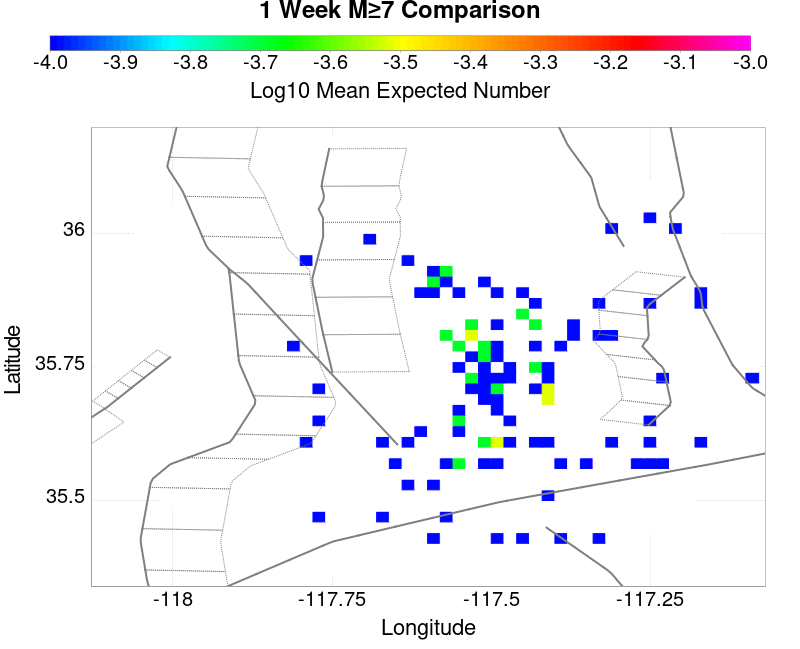 1 Week M≥7 Comparison
-4.0 -3.9 -3.8 -3.7 -3.6 -3.5 -3.4 -3.3 -3.2 -3.1 -3.0
Log10 Mean Expected Number
36
35.75
35.5
Latitude
-118 -117.75 -117.5 -117.25
Longitude